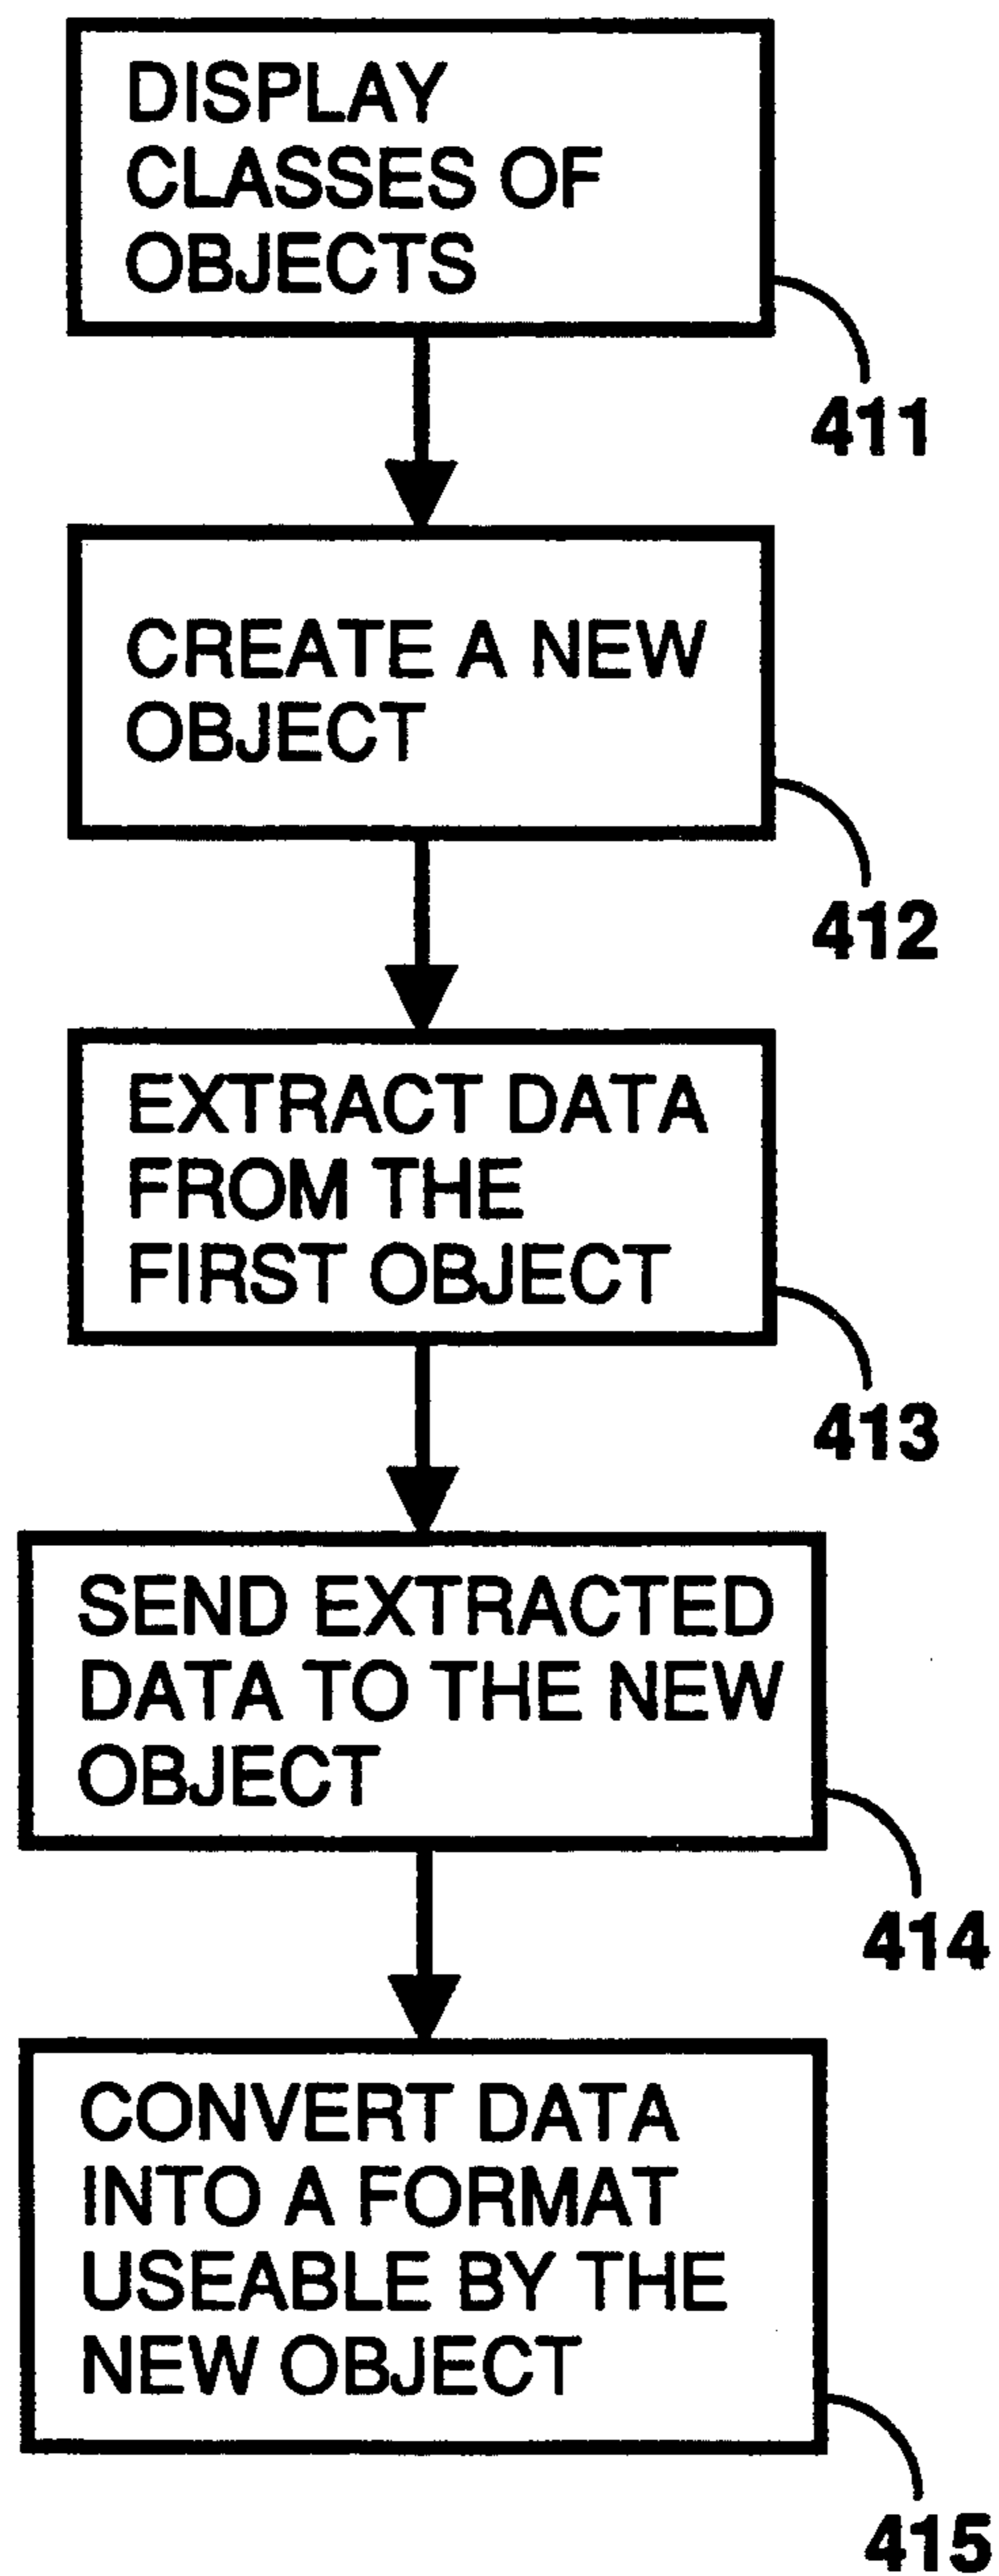 DISPLAY
CLASSES OF
OBJECTS
411
CREATE A NEW
OBJECT
412
EXTRACT DATA
FROM THE
FIRST OBJECT
413
SEND EXTRACTED
DATA TO THE NEW
OBJECT
414
CONVERT DATA
INTO A FORMAT
USEABLE BY THE
NEW OBJECT
415